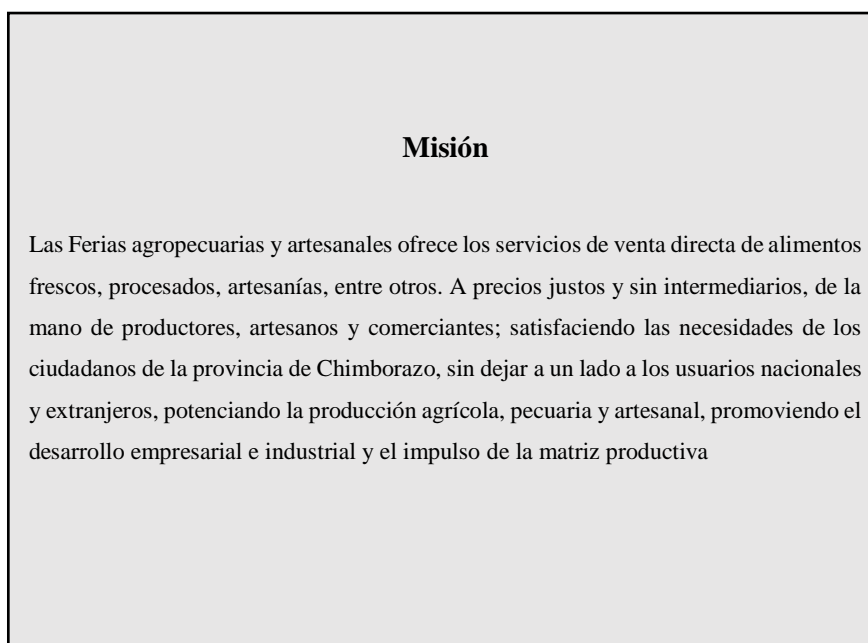 Misión
Las Ferias agropecuarias y artesanales ofrece los servicios de venta directa de alimentos
frescos, procesados, artesanías, entre otros. A precios justos y sin intermediarios, de la
mano de productores, artesanos y comerciantes; satisfaciendo las necesidades de los
ciudadanos de la provincia de Chimborazo, sin dejar a un lado a los usuarios nacionales
y extranjeros, potenciando la producción agrícola, pecuaria y artesanal, promoviendo el
desarrollo empresarial e industrial y el impulso de la matriz productiva